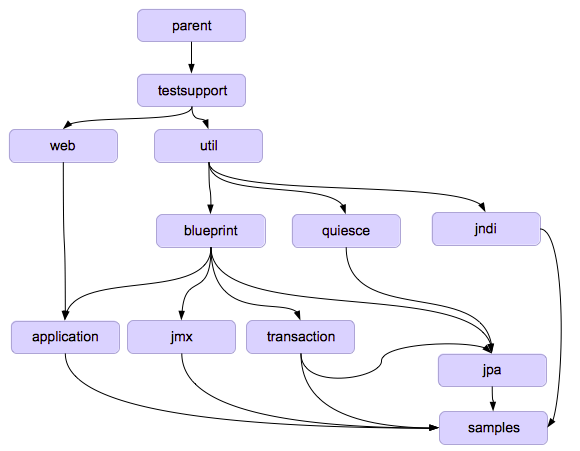 parent
testsupport
web
util
blueprint
quiesce
jndi
application
jmx
transaction
jpa
samples